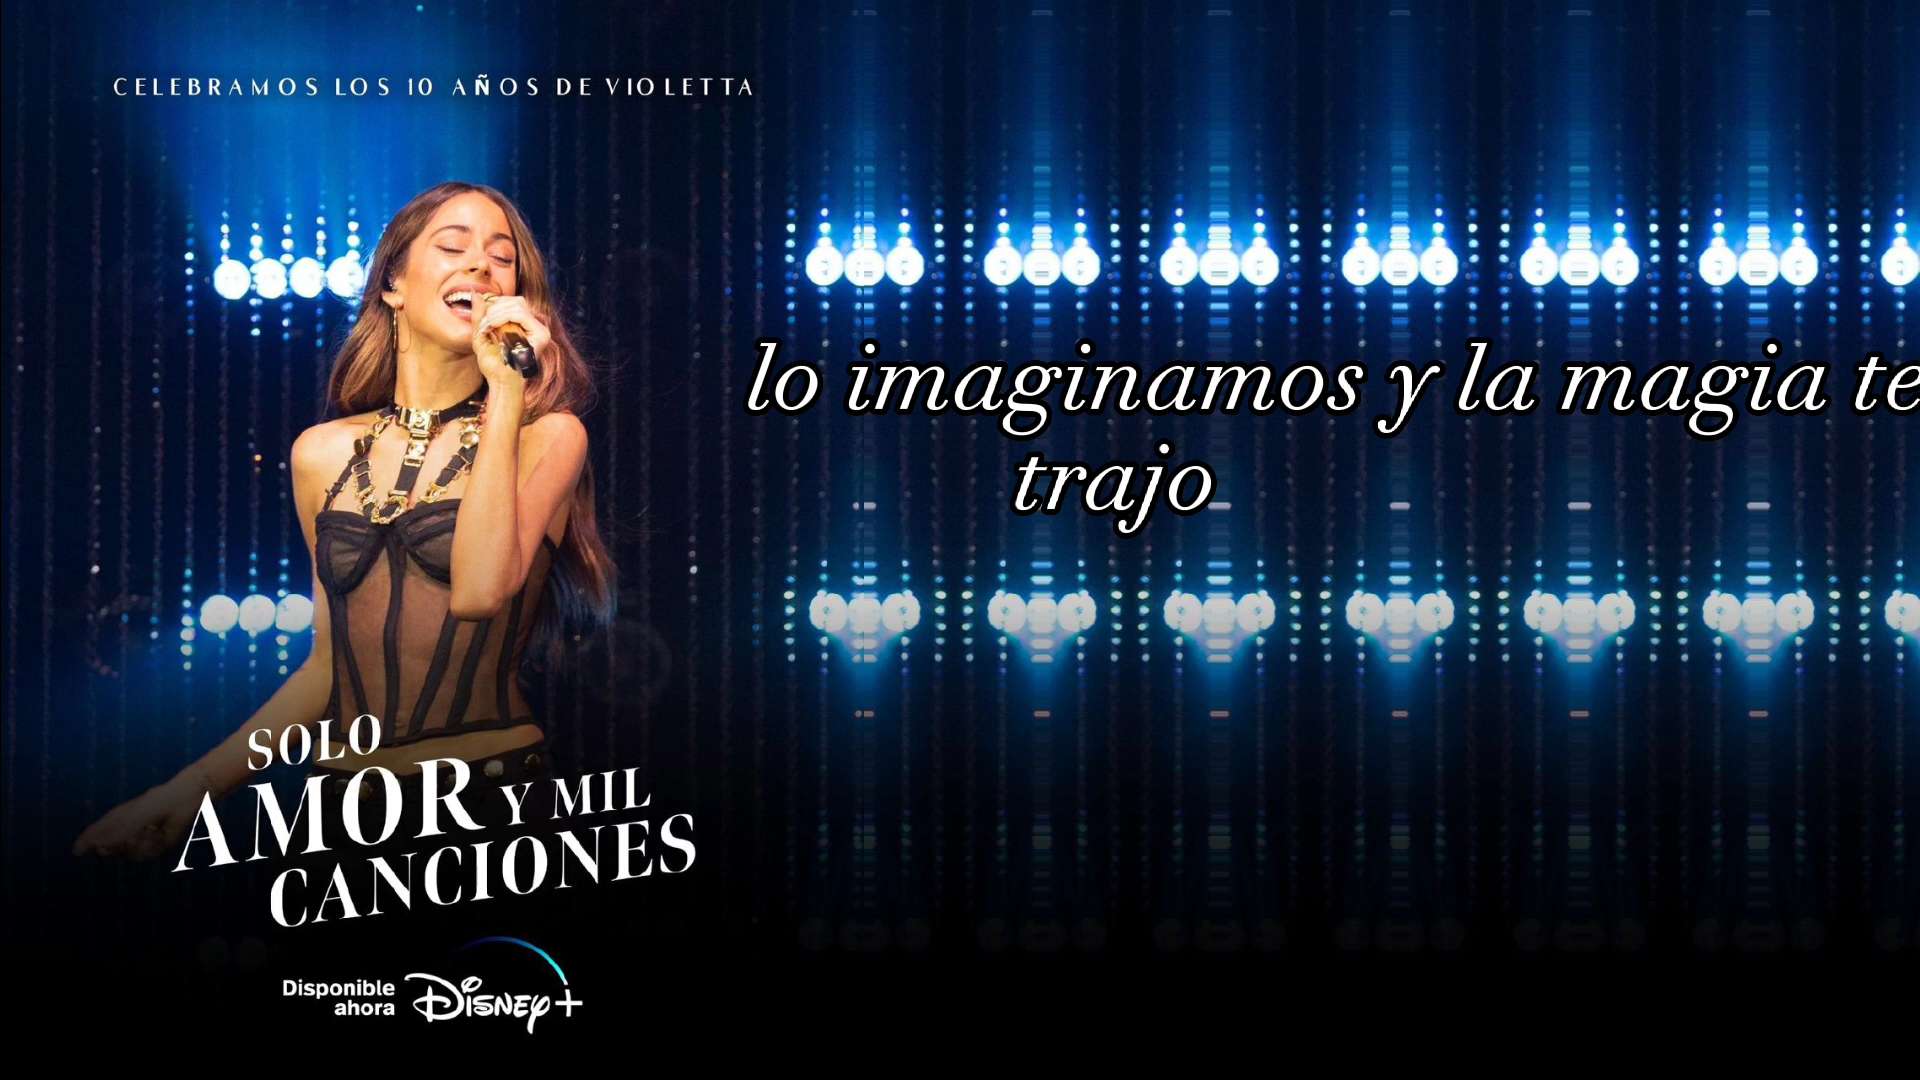 CELEBRAMOS LOS 10 AÑOS DE VIOLETTA
lo imaginamos y la magia te
trajo
SOLO
AMOR Y MIL
CANCIONES
Disponible
ahora
Disney+